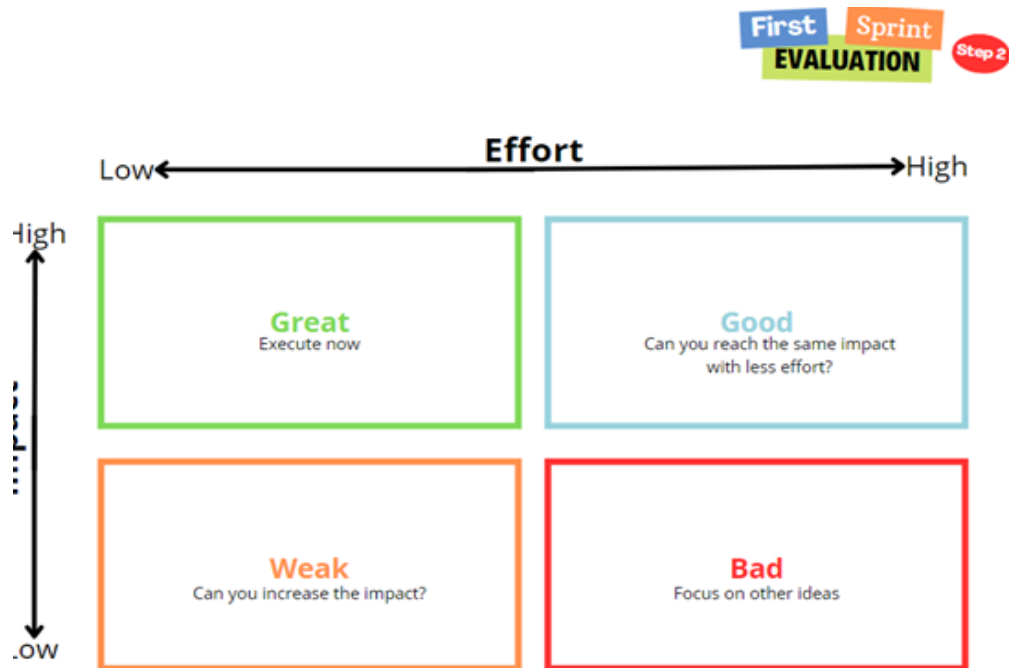 First Sprint
EVALUATION
Step 2
Effort
Low
High
High
Great
Execute now
Good
Can you reach the same impact
with less effort?
Weak
Can you increase the impact?
Bad
Focus on other ideas
Low